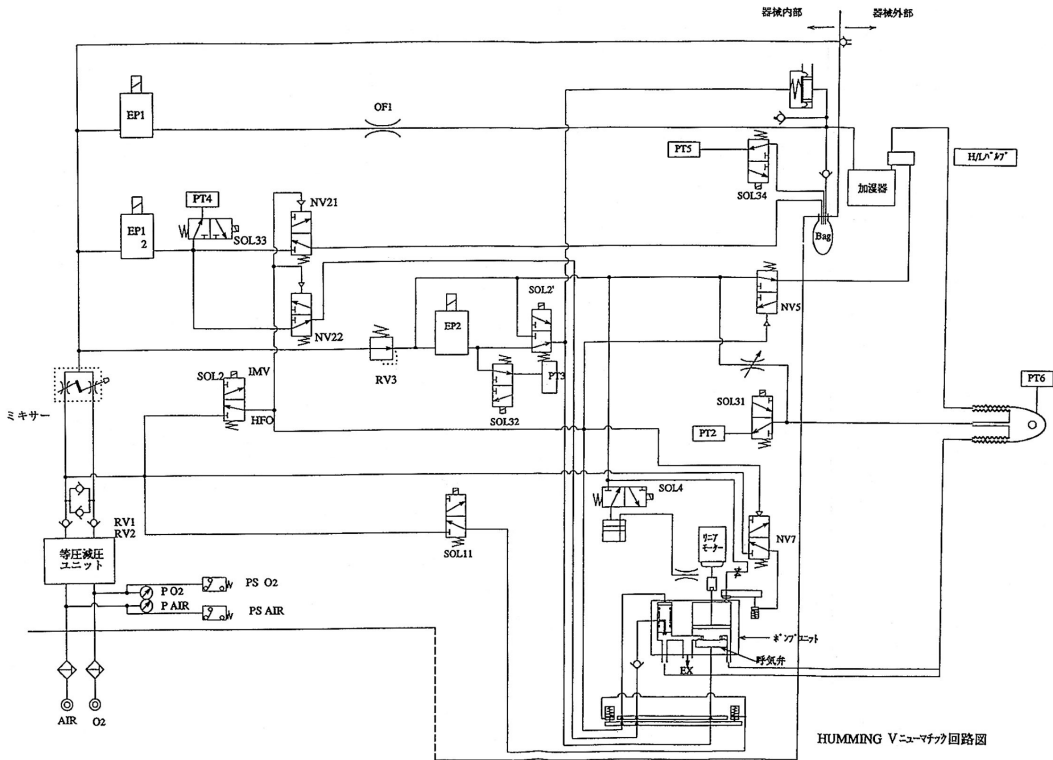 器械内部
器械外部
EP1
OF1
PT5
SOL34
加湿器
H/Lバルブ
PT4
NV21
SOL33
EP1
2
Bag
SOL2'
NV5
NV22
EP2
RV3
PT3
SOL32
SOL2
IMV
HFO
SOL31
PT2
PT6
ミキサー
SOL4
リニア
モーター
NV7
SOL11
RV1
RV2
等圧減圧
ユニット
P O2
P AIR
PS O2
PS AIR
ポンプユニット
呼気弁
EX
AIR
O2
HUMMING Vニューマチック回路図